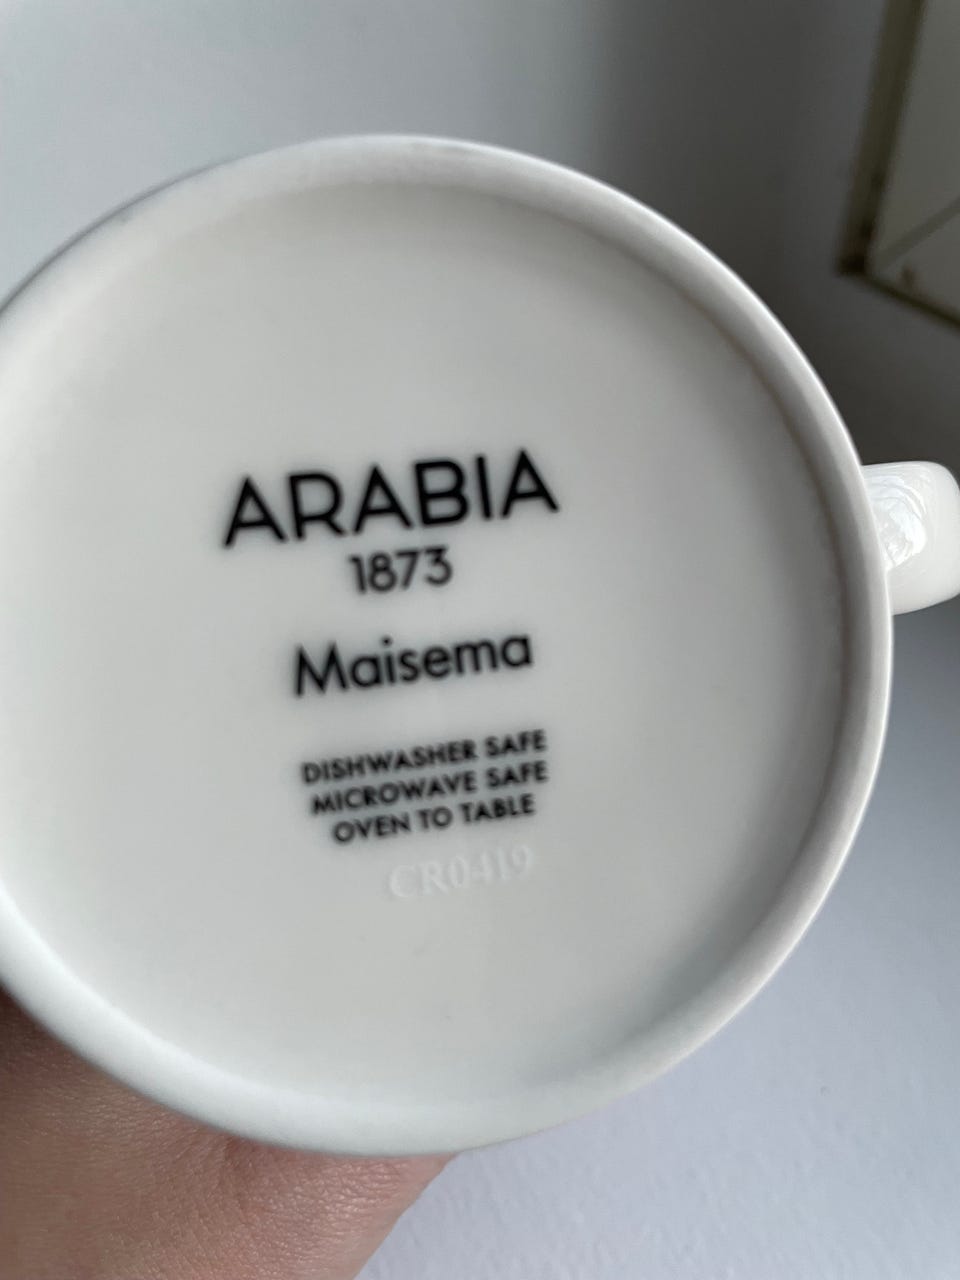 ARABIA
1873
Maisema
DISHWASHER SAFE
MICROWAVE SAFE
OVEN TO TABLE
CR0419